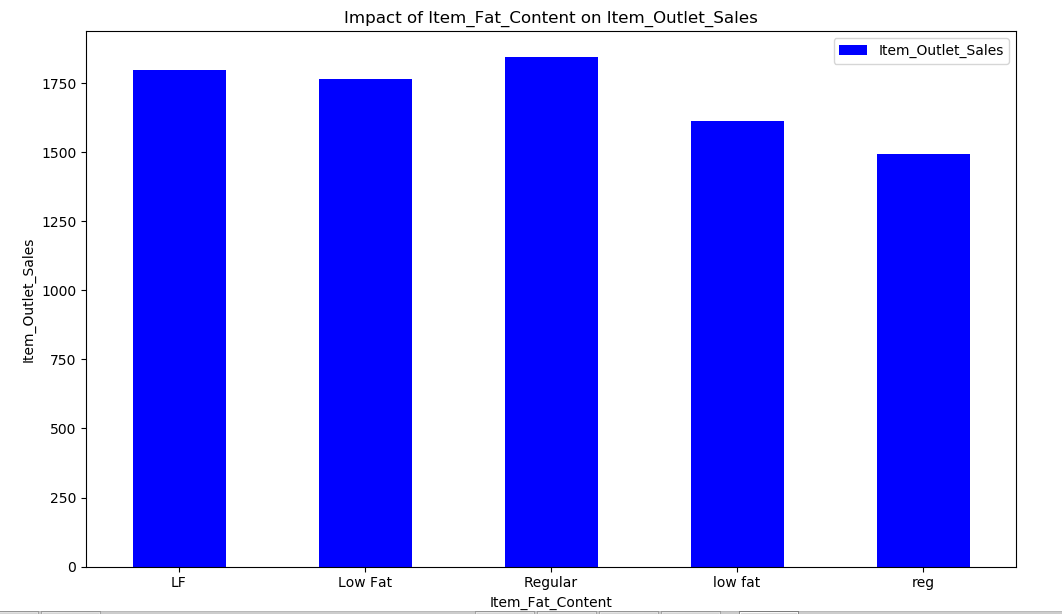 Impact of Item_Fat_Content on Item_Outlet_Sales
Item_Outlet_Sales
1750
1500
1250
1000
750
500
250
0
Item_Outlet_Sales
LF Low Fat Regular low fat reg
Item_Fat_Content